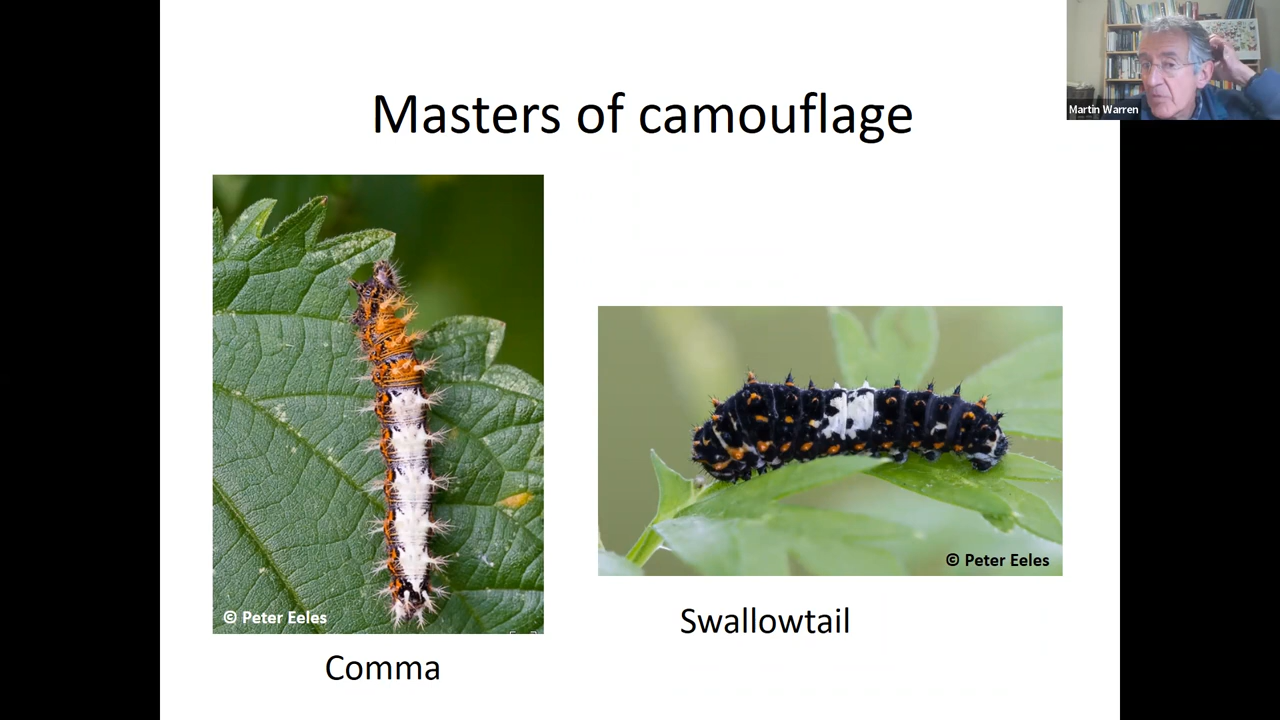 Masters of camouflage
Martin Warren
© Peter Eeles
Comma
© Peter Eeles
Swallowtail